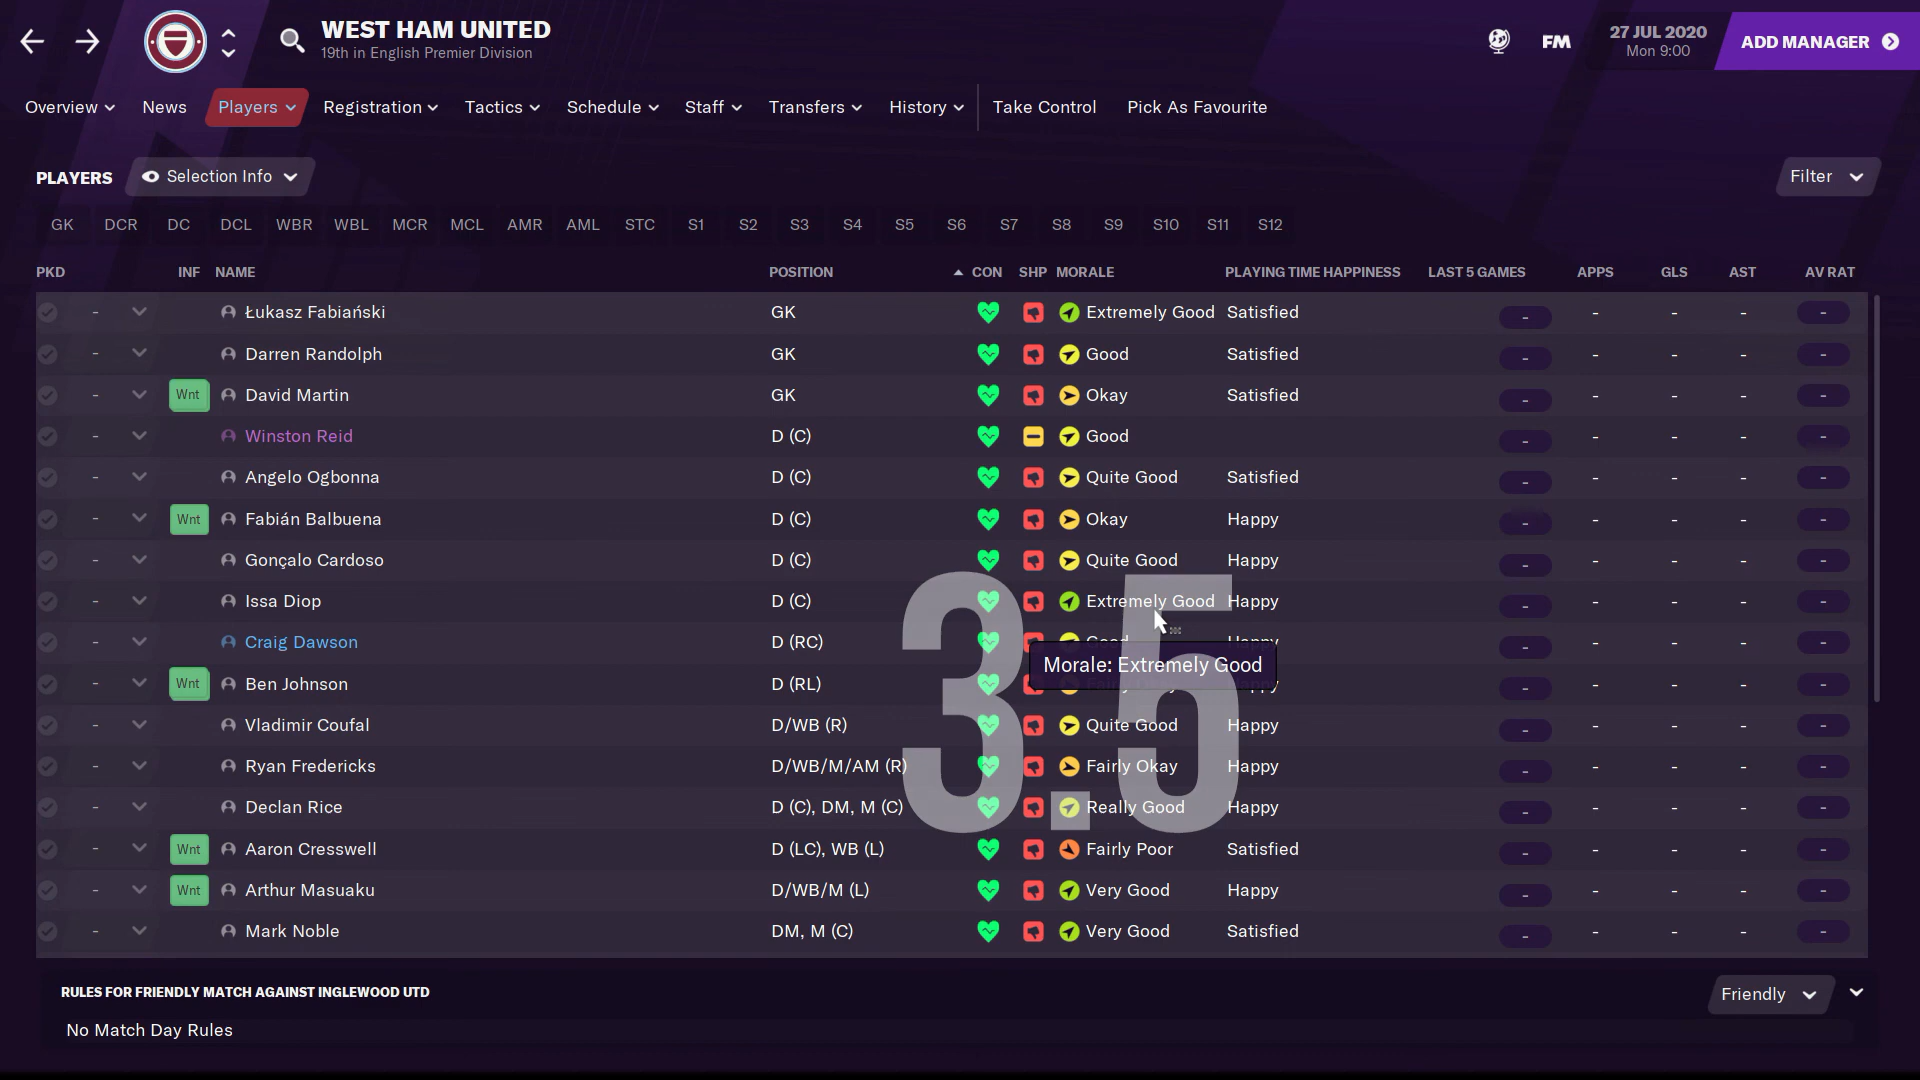 WEST HAM UNITED
19th in English Premier Division
FM
27 JUL 2020
Mon 9:00
ADD MANAGER
Overview News Players Registration Tactics Schedule Staff Transfers History Take Control Pick As Favourite
PLAYERS Selection Info Filter
GK DCR DC DCL WBR WBL MCR MCL AMR AML STC S1 S2 S3 S4 S5 S6 S7 S8 S9 S10 S11 S12
PKD INF NAME POSITION CON SHP MORALE PLAYING TIME HAPPINESS LAST 5 GAMES APPS GLS AST AV RAT
- Łukasz Fabiański GK Extremely Good Satisfied - - - - -
- Darren Randolph GK Good Satisfied - - - - -
- Wnt David Martin GK Okay Satisfied - - - - -
- Winston Reid D (C) Good - - - - -
- Angelo Ogbonna D (C) Quite Good Satisfied - - - - -
- Wnt Fabián Balbuena D (C) Okay Happy - - - - -
- Gonçalo Cardoso D (C) Quite Good Happy - - - - -
- Issa Diop D (C) Extremely Good Happy - - - - -
- Craig Dawson D (RC) Good Happy - - - - -
Morale: Extremely Good
- Wnt Ben Johnson D (RL) Fairly Okay Happy - - - - -
3.5
- Vladimir Coufal D/WB (R) Quite Good Happy - - - - -
- Ryan Fredericks D/WB/M/AM (R) Fairly Okay Happy - - - - -
- Declan Rice D (C), DM, M (C) Really Good Happy - - - - -
- Wnt Aaron Cresswell D (LC), WB (L) Fairly Poor Satisfied - - - - -
- Wnt Arthur Masuaku D/WB/M (L) Very Good Happy - - - - -
- Mark Noble DM, M (C) Very Good Satisfied - - - - -
RULES FOR FRIENDLY MATCH AGAINST INGLEWOOD UTD Friendly
No Match Day Rules